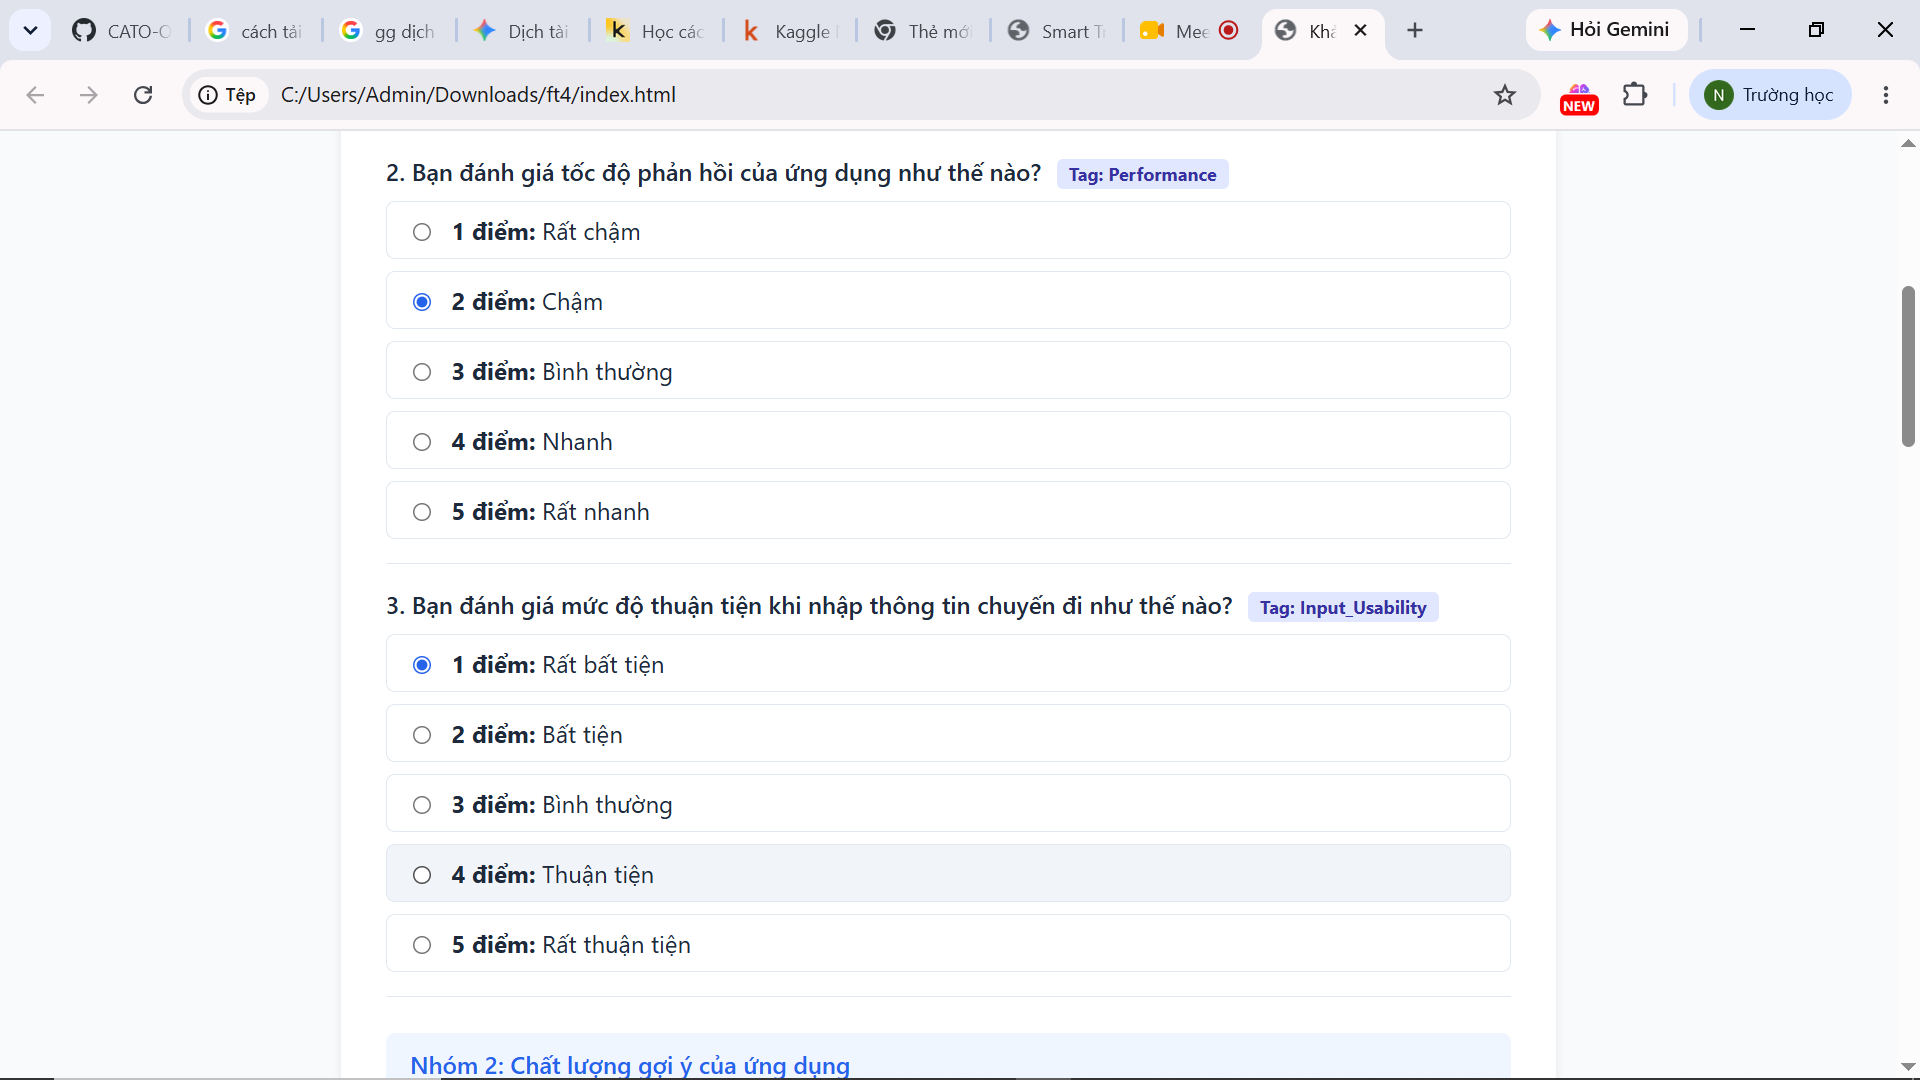 CATO-O
cách tải
gg dịch
Dịch tài
Học các
Kaggle
Thẻ mới
Smart T
Mee
Khả
Hỏi Gemini
Tệp
C:/Users/Admin/Downloads/ft4/index.html
NEW
N
Trường học
2. Bạn đánh giá tốc độ phản hồi của ứng dụng như thế nào? Tag: Performance
1 điểm: Rất chậm
2 điểm: Chậm
3 điểm: Bình thường
4 điểm: Nhanh
5 điểm: Rất nhanh
3. Bạn đánh giá mức độ thuận tiện khi nhập thông tin chuyến đi như thế nào? Tag: Input_Usability
1 điểm: Rất bất tiện
2 điểm: Bất tiện
3 điểm: Bình thường
4 điểm: Thuận tiện
5 điểm: Rất thuận tiện
Nhóm 2: Chất lượng gợi ý của ứng dụng